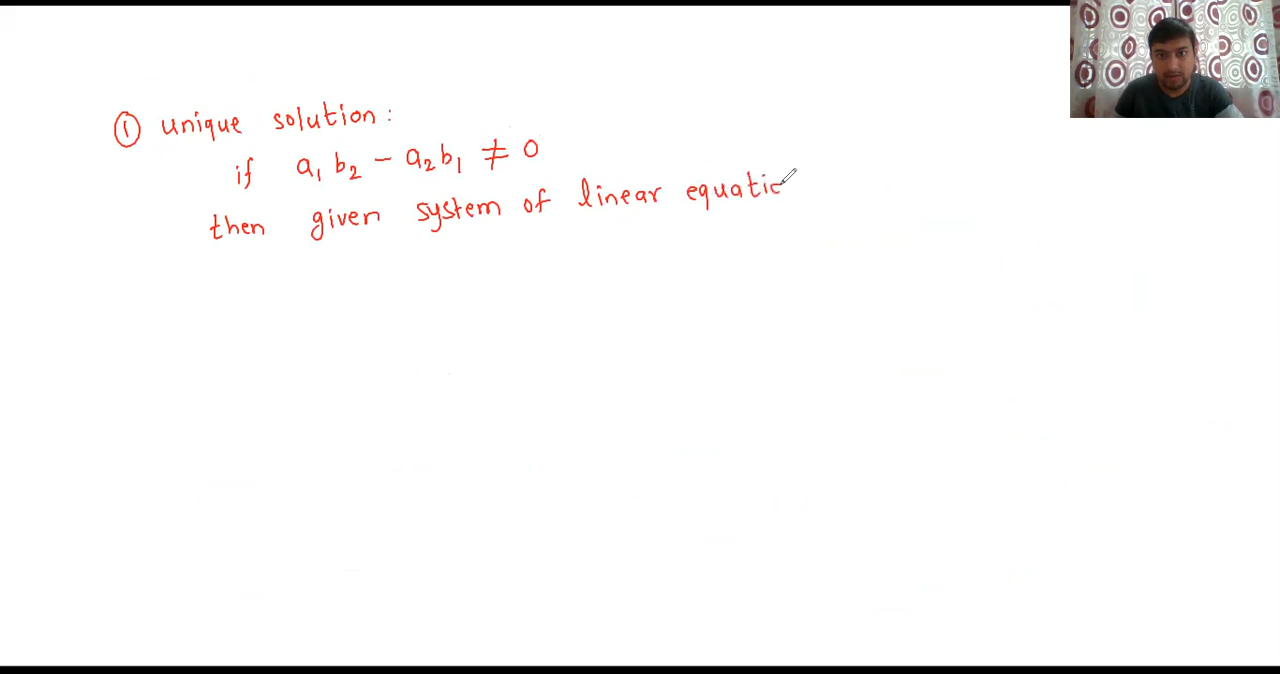 ① unique solution:
if a₁ b₂ - a₂ b₁ ≠ 0
then given system of linear equatio